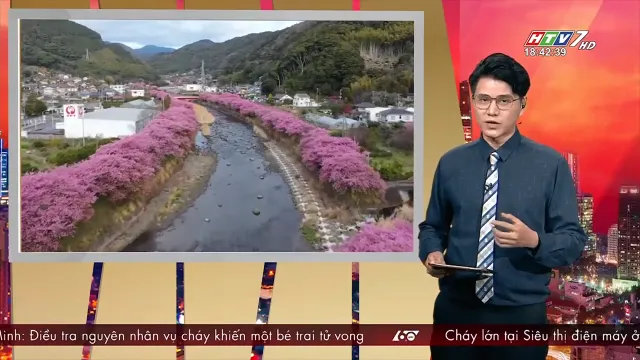 HTV7 HD
18:42:39
Minh: Điều tra nguyên nhân vụ cháy khiến một bé trai tử vong 60 Cháy lớn tại Siêu thị điện máy ở